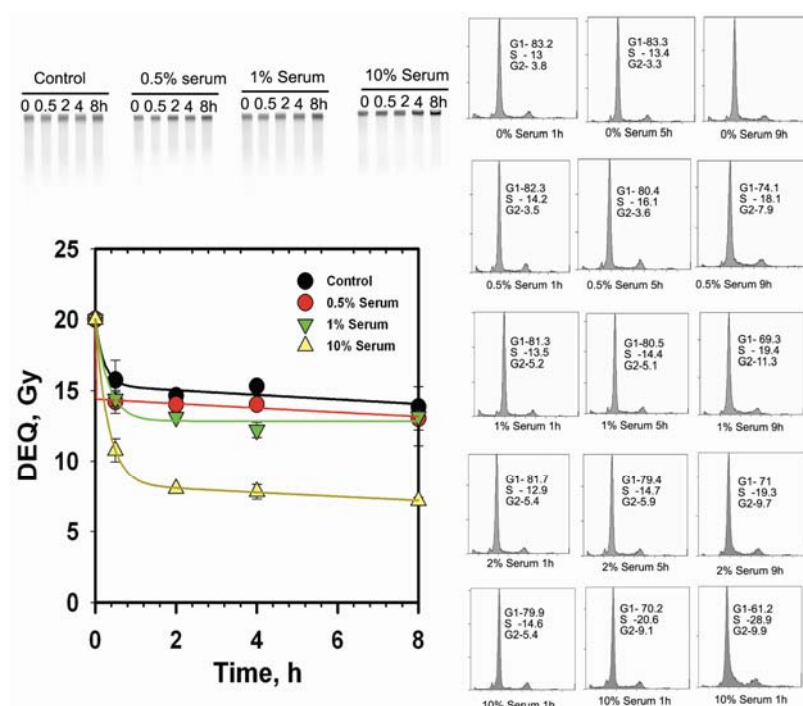 Control
0.5% serum
1% Serum
10% Serum
0 0.5 2 4 8h
0 0.5 2 4 8h
0 0.5 2 4 8h
0 0.5 2 4 8h
25
20
15
10
5
0
DEQ, Gy
Control
0.5% Serum
1% Serum
10% Serum
0
2
4
6
8
Time, h
G1- 83.2
S - 13
G2- 3.8
0% Serum 1h
G1-83.3
S - 13.4
G2-3.3
0% Serum 5h
0% Serum 9h
G1-82.3
S - 14.2
G2-3.5
0.5% Serum 1h
G1- 80.4
S - 16.1
G2-3.6
0.5% Serum 5h
G1-74.1
S - 18.1
G2-7.9
0.5% Serum 9h
G1-81.3
S -13.5
G2-5.2
1% Serum 1h
G1-80.5
S - 14.4
G2-5.1
1% Serum 5h
G1- 69.3
S - 19.4
G2-11.3
1% Serum 9h
G1- 81.7
S - 12.9
G2-5.4
2% Serum 1h
G1-79.4
S -14.7
G2-5.9
2% Serum 5h
G1- 71
S -19.3
G2-9.7
2% Serum 9h
G1-79.9
S -14.6
G2-5.4
10% Serum 1h
G1- 70.2
S -20.6
G2-9.1
10% Serum 1h
G1-61.2
S -28.9
G2-9.9
10% Serum 1h